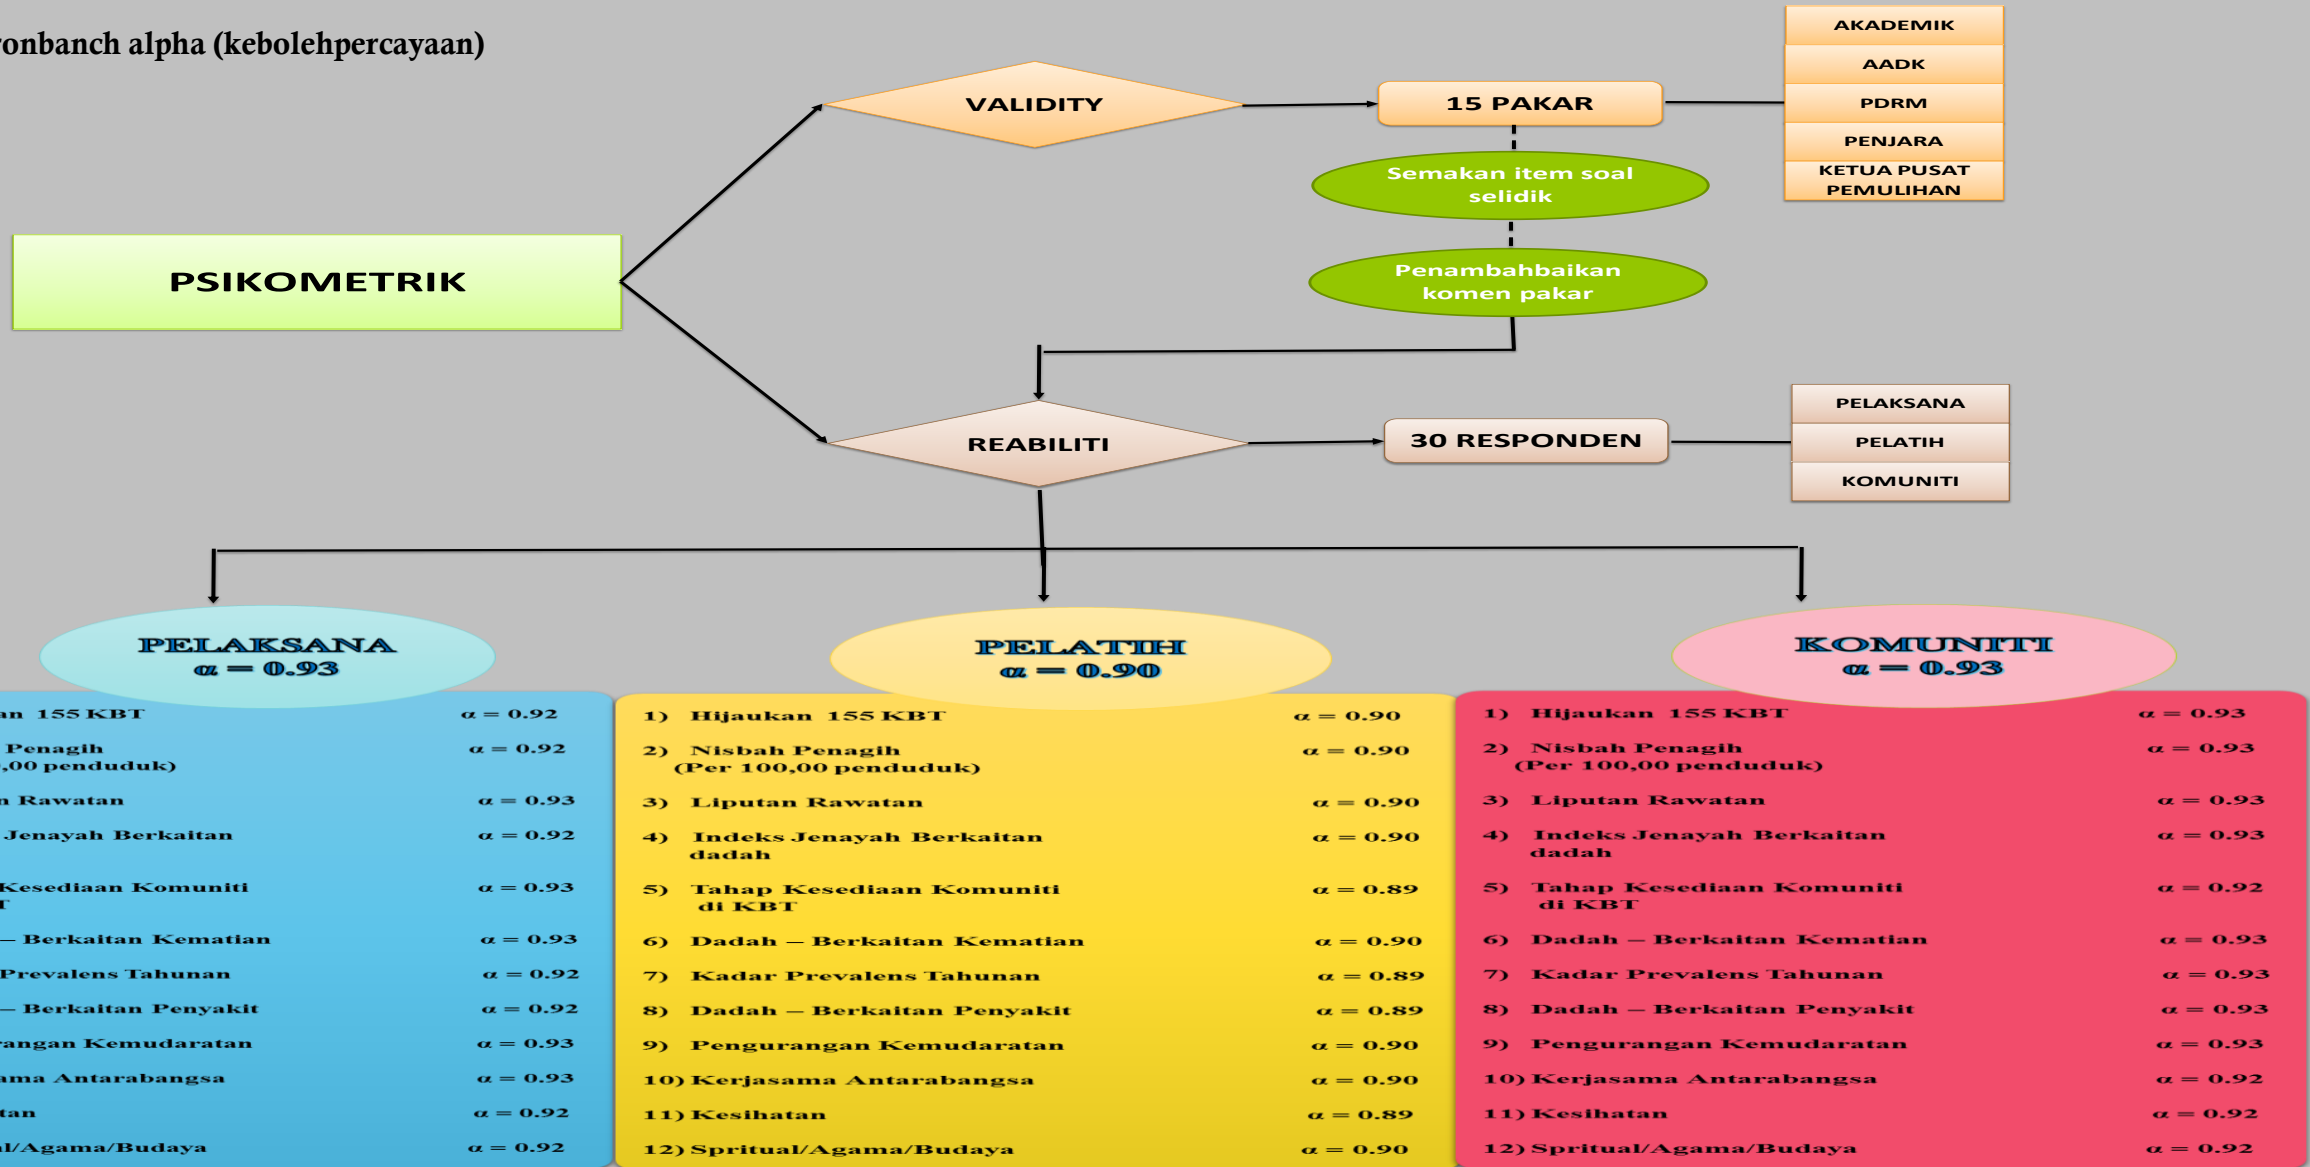 ronbanch alpha (kebolehpercayaan)
PSIKOMETRIK
VALIDITY
15 PAKAR
AKADEMIK
AADK
PDRM
PENJARA
KETUA PUSAT
PEMULIHAN
Semakan item soal
selidik
Penambahbaikan
komen pakar
REABILITI
30 RESPONDEN
PELAKSANA
PELATIH
KOMUNITI
PELAKSANA
α = 0.93
an 155 KBT α = 0.92
Penagih α = 0.92
,00 penduduk)
n Rawatan α = 0.93
Jenayah Berkaitan α = 0.92
Kesediaan Komuniti α = 0.93
T
– Berkaitan Kematian α = 0.93
Prevalens Tahunan α = 0.92
– Berkaitan Penyakit α = 0.92
rangan Kemudaratan α = 0.93
ama Antarabangsa α = 0.93
tan α = 0.92
al/Agama/Budaya α = 0.92
PELATIH
α = 0.90
1) Hijaukan 155 KBT α = 0.90
2) Nisbah Penagih α = 0.90
(Per 100,00 penduduk)
3) Liputan Rawatan α = 0.90
4) Indeks Jenayah Berkaitan α = 0.90
dadah
5) Tahap Kesediaan Komuniti α = 0.89
di KBT
6) Dadah – Berkaitan Kematian α = 0.90
7) Kadar Prevalens Tahunan α = 0.89
8) Dadah – Berkaitan Penyakit α = 0.89
9) Pengurangan Kemudaratan α = 0.90
10) Kerjasama Antarabangsa α = 0.90
11) Kesihatan α = 0.89
12) Spritual/Agama/Budaya α = 0.90
KOMUNITI
α = 0.93
1) Hijaukan 155 KBT α = 0.93
2) Nisbah Penagih α = 0.93
(Per 100,00 penduduk)
3) Liputan Rawatan α = 0.93
4) Indeks Jenayah Berkaitan α = 0.93
dadah
5) Tahap Kesediaan Komuniti α = 0.92
di KBT
6) Dadah – Berkaitan Kematian α = 0.93
7) Kadar Prevalens Tahunan α = 0.93
8) Dadah – Berkaitan Penyakit α = 0.93
9) Pengurangan Kemudaratan α = 0.93
10) Kerjasama Antarabangsa α = 0.92
11) Kesihatan α = 0.92
12) Spritual/Agama/Budaya α = 0.92